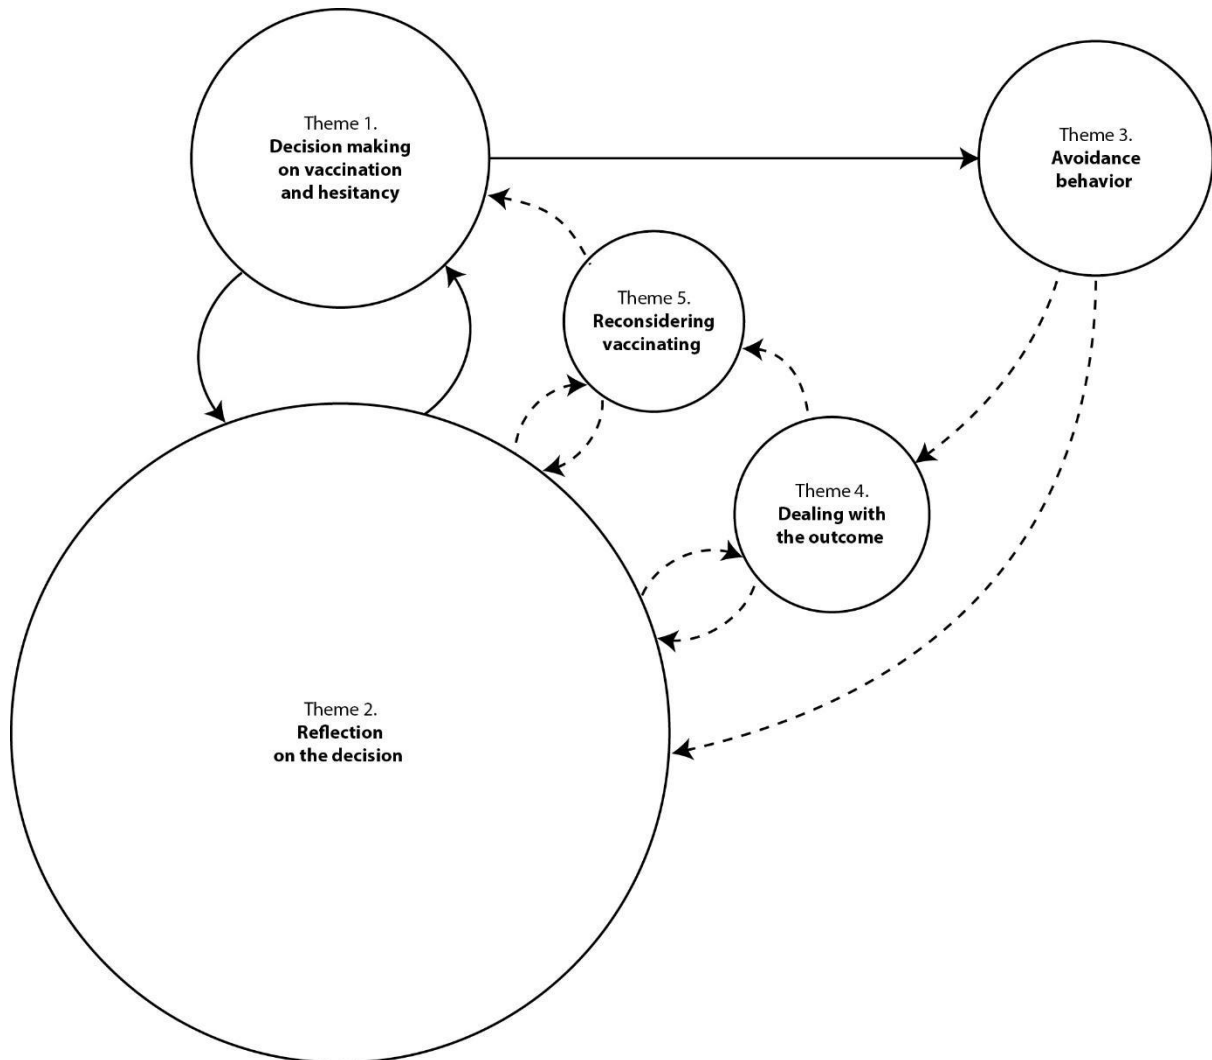 Theme 1.
Decision making
on vaccination
and hesitancy
Theme 3.
Avoidance
behavior
Theme 5.
Reconsidering
vaccinating
Theme 4.
Dealing with
the outcome
Theme 2.
Reflection
on the decision